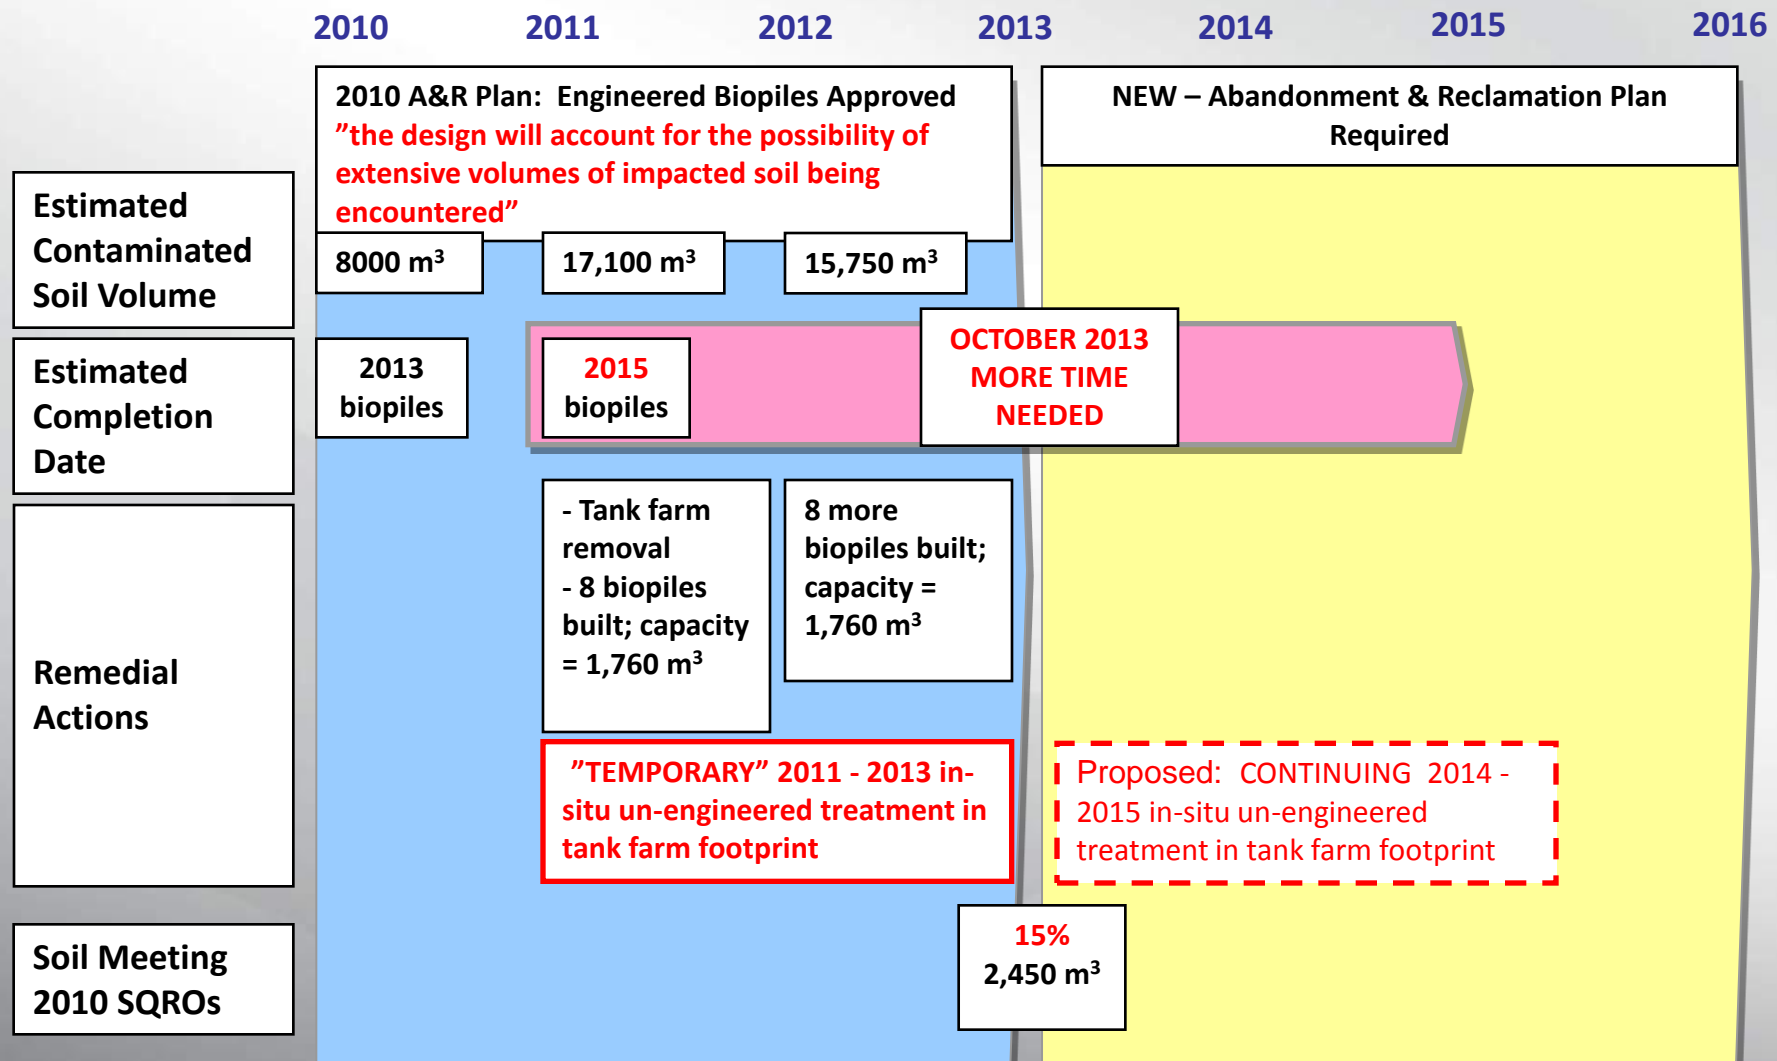 2010 2011 2012 2013 2014 2015 2016
2010 A&R Plan: Engineered Biopiles Approved
”the design will account for the possibility of
extensive volumes of impacted soil being
encountered”
NEW – Abandonment & Reclamation Plan
Required
Estimated
Contaminated
Soil Volume
8000 m³
17,100 m³
15,750 m³
Estimated
Completion
Date
2013
biopiles
2015
biopiles
OCTOBER 2013
MORE TIME
NEEDED
Remedial
Actions
- Tank farm
removal
- 8 biopiles
built; capacity
= 1,760 m³
8 more
biopiles built;
capacity =
1,760 m³
”TEMPORARY” 2011 - 2013 in-
situ un-engineered treatment in
tank farm footprint
Proposed: CONTINUING 2014 -
2015 in-situ un-engineered
treatment in tank farm footprint
Soil Meeting
2010 SQROs
15%
2,450 m³